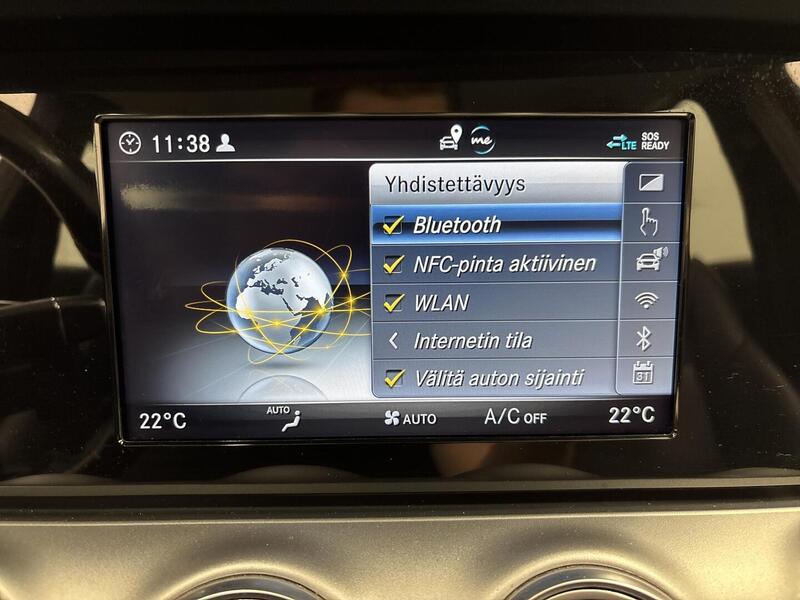 11:38
me
LTE
SOS
READY
Yhdistettävyys
Bluetooth
NFC-pinta aktiivinen
WLAN
Internetin tila
Välitä auton sijainti
31
22°C
AUTO
AUTO
A/C OFF
22°C